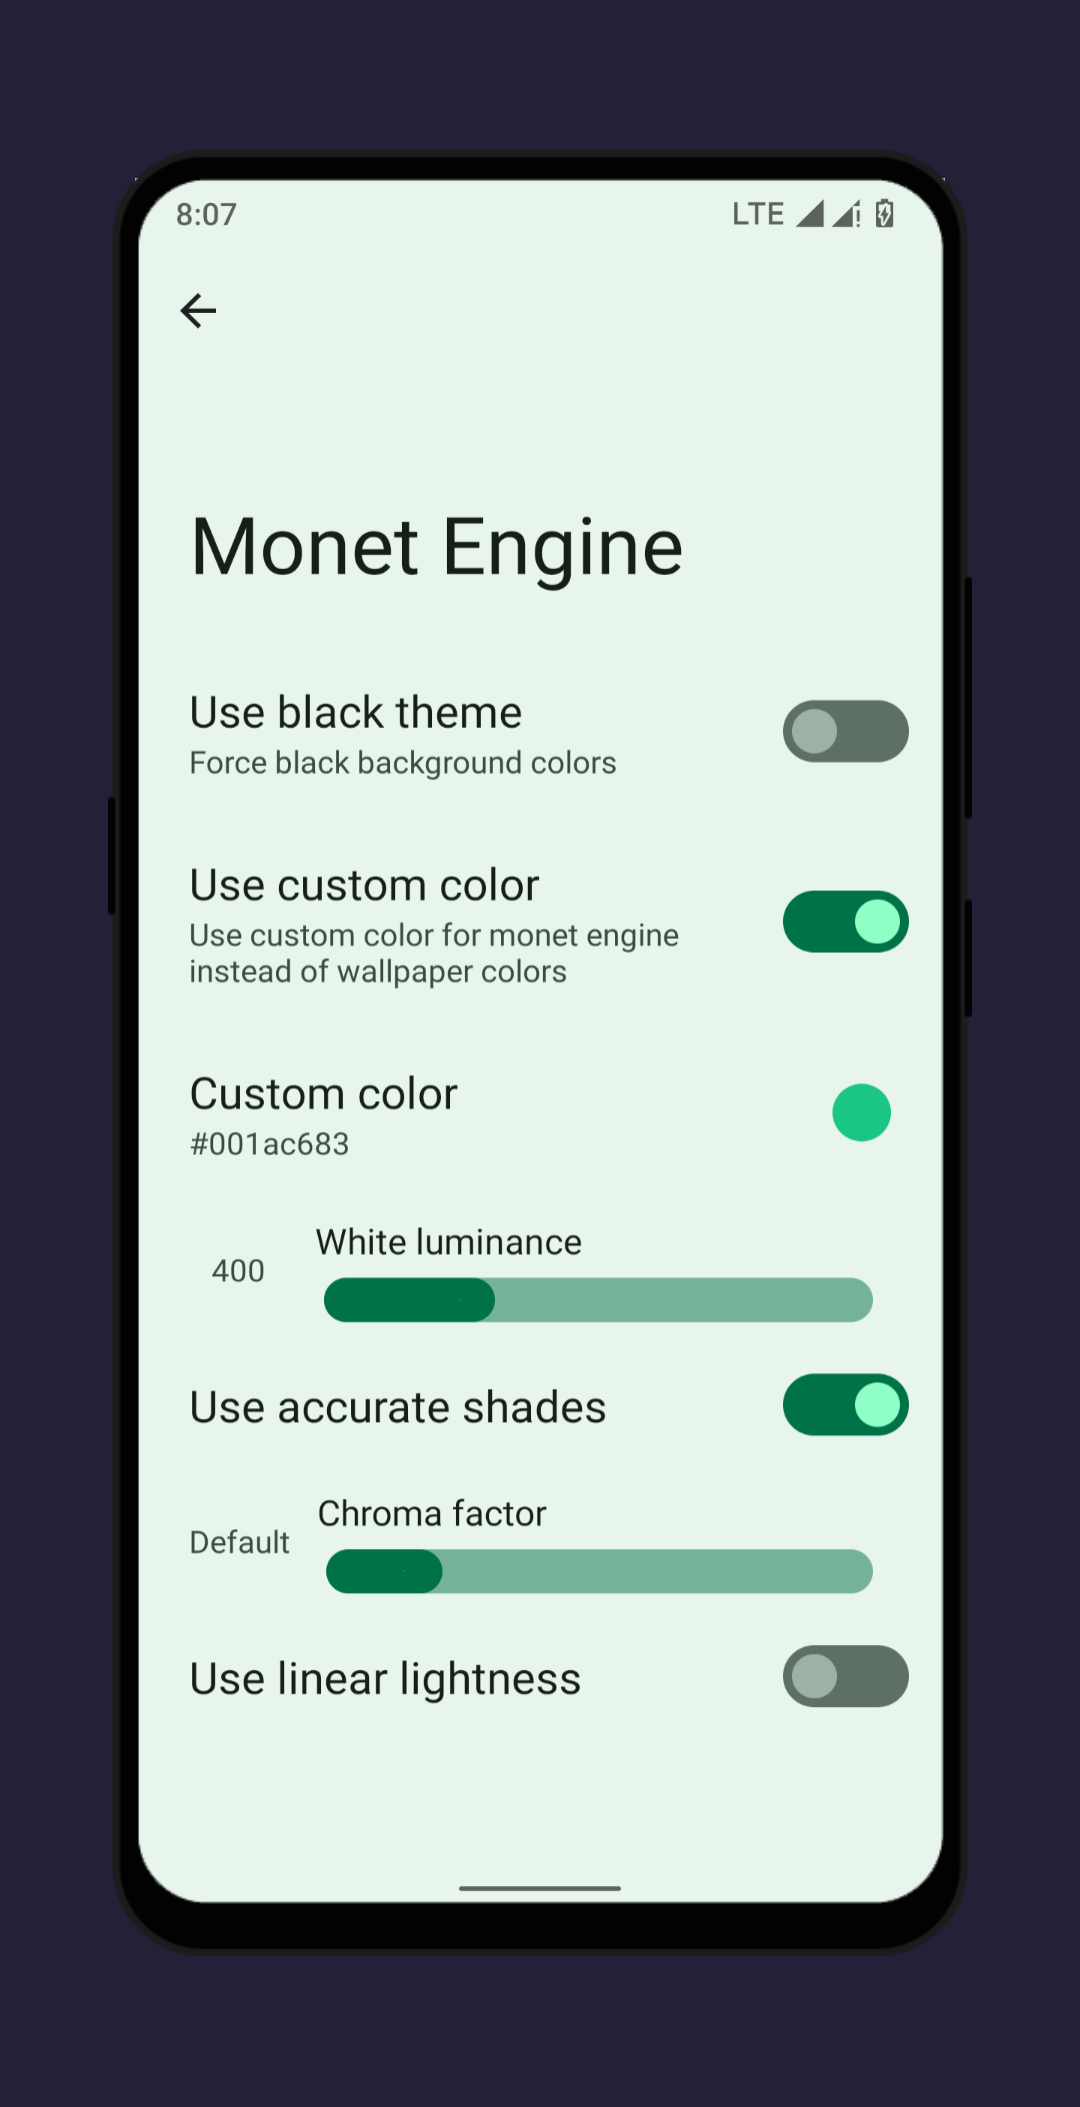 8:07 LTE
Monet Engine
Use black theme
Force black background colors
Use custom color
Use custom color for monet engine
instead of wallpaper colors
Custom color
#001ac683
White luminance
400
Use accurate shades
Chroma factor
Default
Use linear lightness